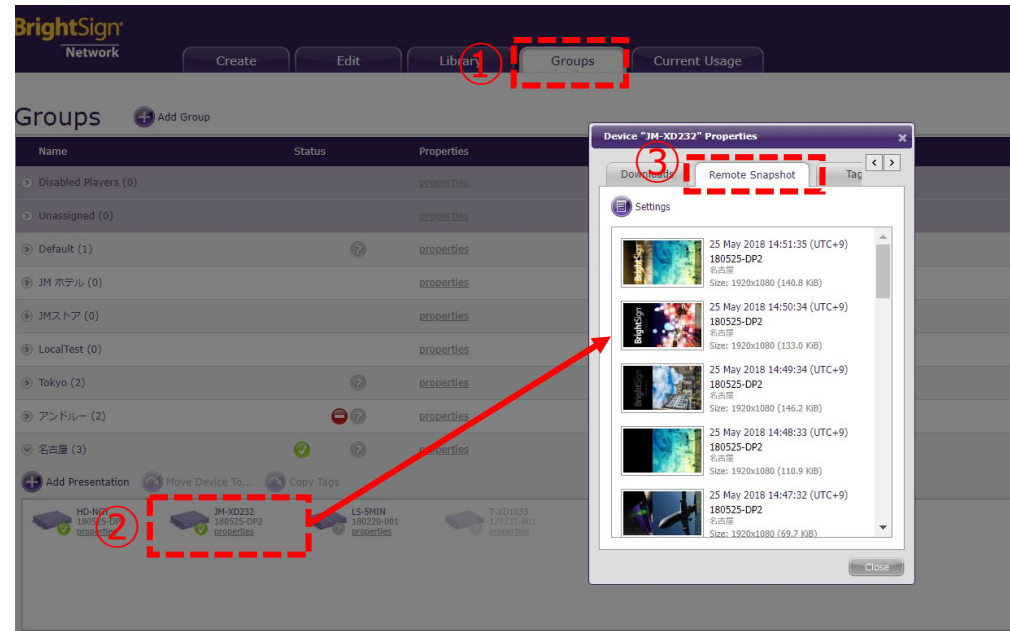 BrightSign
Network
Create
Edit
Library
①
Groups
Current Usage
Groups
Add Group
Name
Status
Properties
Disabled Players (0)
properties
Unassigned (0)
properties
Default (1)
properties
JM ホテル (0)
properties
JMストア (0)
properties
LocalTest (0)
properties
Tokyo (2)
properties
アンドルー (2)
properties
名古屋 (3)
properties
Add Presentation
Move Device To...
Copy Tags
HD-NGY
180525-DP2
properties
②
JM-XD232
180525-DP2
properties
LS-SMIN
180220-001
properties
T-XD1033
170731-001
properties
Device "JM-XD232" Properties
x
③
Downloads
Remote Snapshot
Tag
< >
Settings
BrightSign
25 May 2018 14:51:35 (UTC+9)
180525-DP2
名古屋
Size: 1920x1080 (140.8 KiB)
BrightSign
25 May 2018 14:50:34 (UTC+9)
180525-DP2
名古屋
Size: 1920x1080 (133.0 KiB)
BrightSign
25 May 2018 14:49:34 (UTC+9)
180525-DP2
名古屋
Size: 1920x1080 (146.2 KiB)
25 May 2018 14:48:33 (UTC+9)
180525-DP2
名古屋
Size: 1920x1080 (110.9 KiB)
25 May 2018 14:47:32 (UTC+9)
180525-DP2
名古屋
Size: 1920x1080 (69.7 KiB)
Close